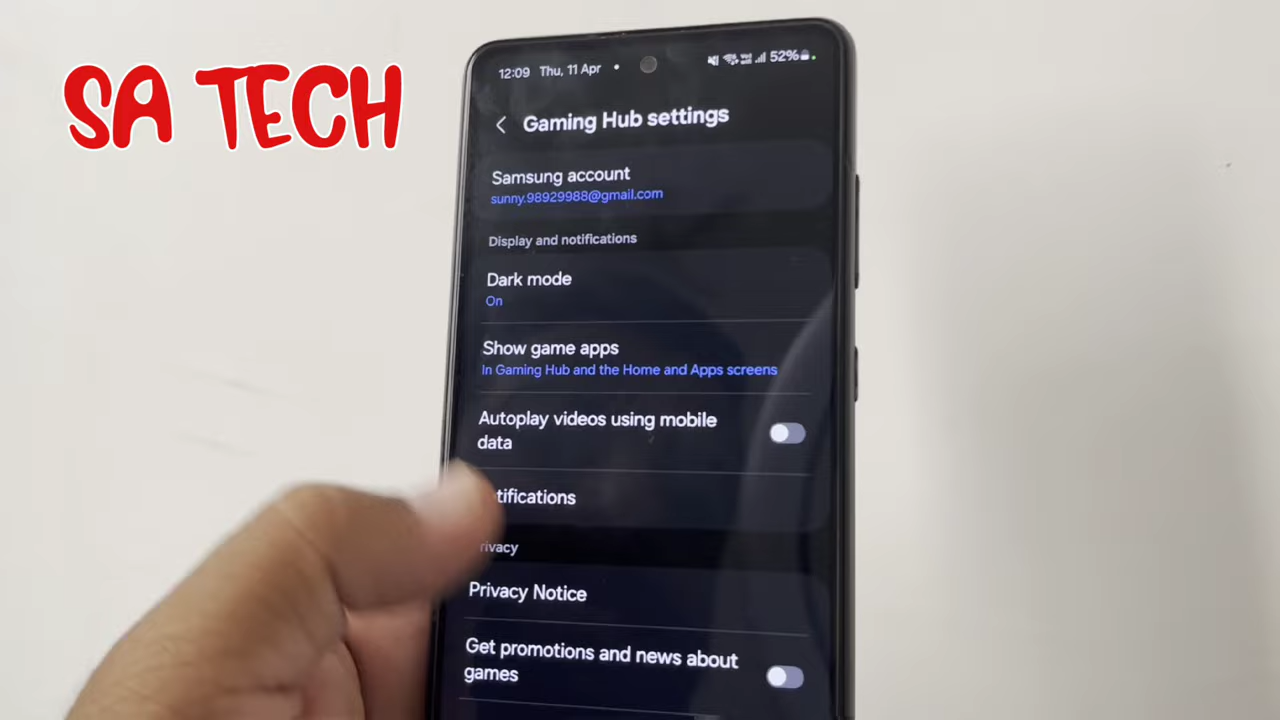 SA TECH
12:09 Thu, 11 Apr 52%
Gaming Hub settings
Samsung account
sunny.98929988@gmail.com
Display and notifications
Dark mode
On
Show game apps
In Gaming Hub and the Home and Apps screens
Autoplay videos using mobile
data
tifications
rivacy
Privacy Notice
Get promotions and news about
games